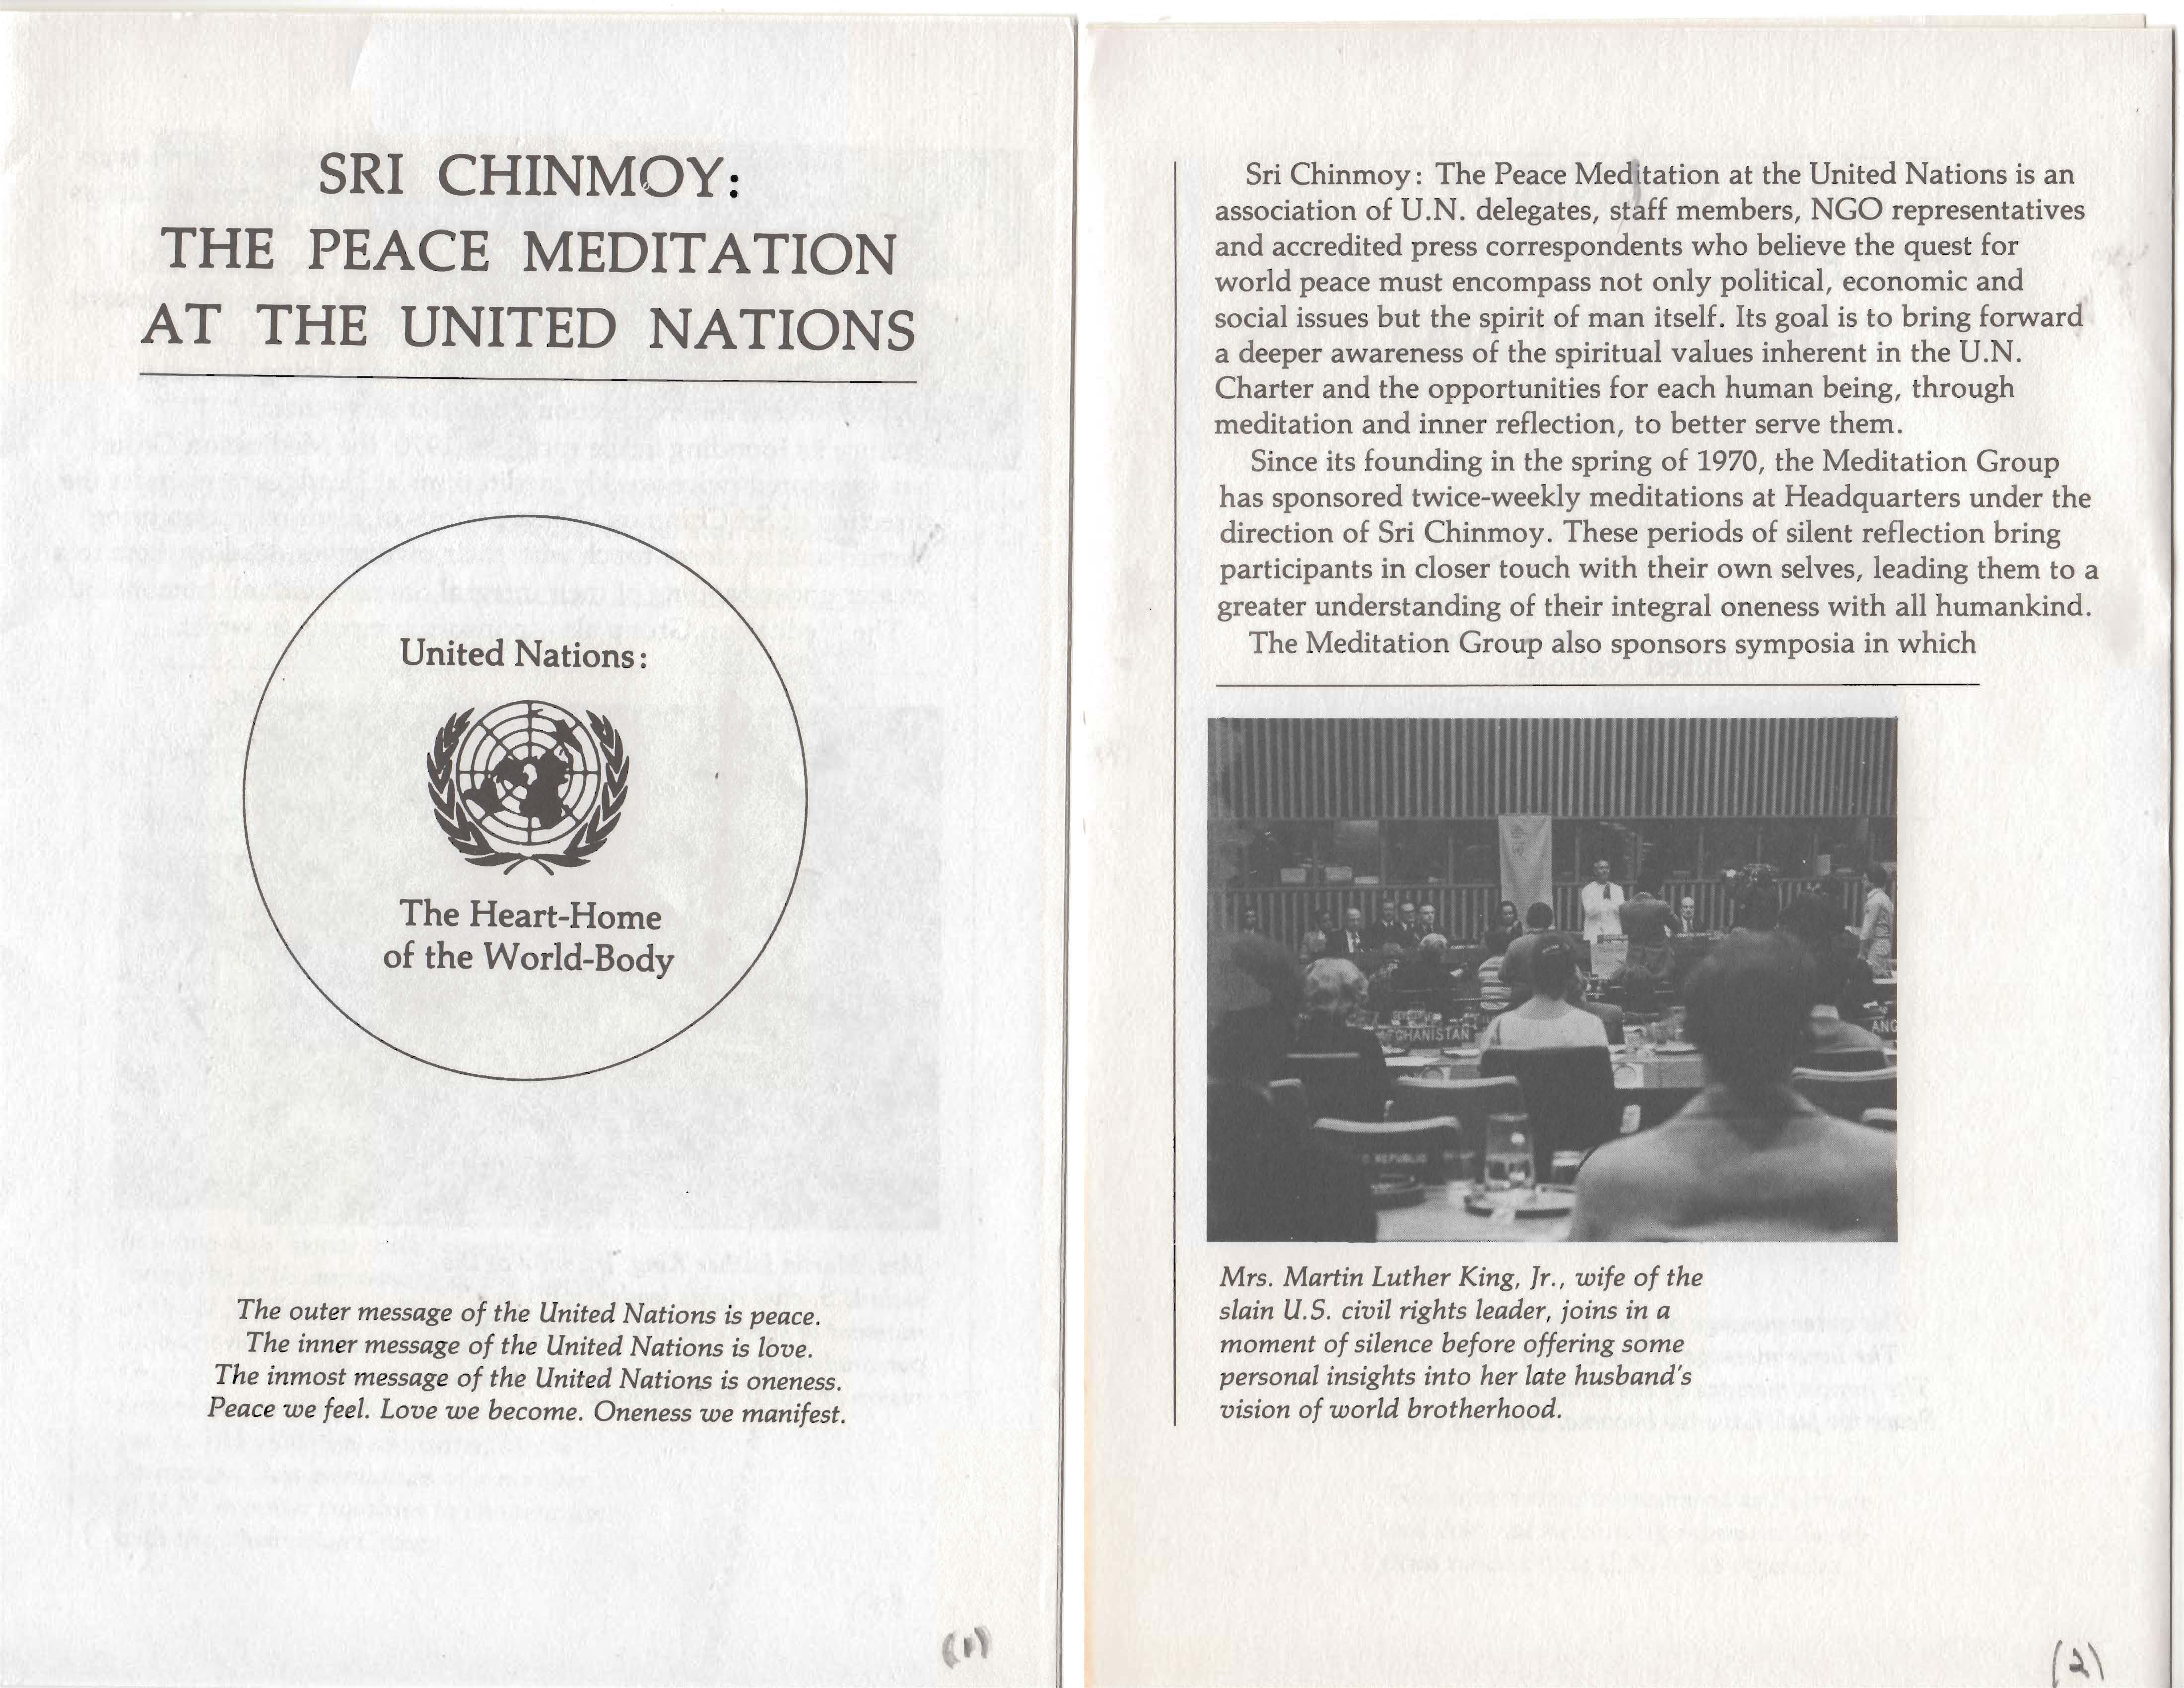 SRI CHINMOY:
THE PEACE MEDITATION
AT THE UNITED NATIONS
United Nations:
The Heart-Home
of the World-Body
The outer message of the United Nations is peace.
The inner message of the United Nations is love.
The inmost message of the United Nations is oneness.
Peace we feel. Love we become. Oneness we manifest.
(1)
Sri Chinmoy: The Peace Meditation at the United Nations is an
association of U.N. delegates, staff members, NGO representatives
and accredited press correspondents who believe the quest for
world peace must encompass not only political, economic and
social issues but the spirit of man itself. Its goal is to bring forward
a deeper awareness of the spiritual values inherent in the U.N.
Charter and the opportunities for each human being, through
meditation and inner reflection, to better serve them.
Since its founding in the spring of 1970, the Meditation Group
has sponsored twice-weekly meditations at Headquarters under the
direction of Sri Chinmoy. These periods of silent reflection bring
participants in closer touch with their own selves, leading them to a
greater understanding of their integral oneness with all humankind.
The Meditation Group also sponsors symposia in which
GHANISTAN
ANG
REPUBLIC
Mrs. Martin Luther King, Jr., wife of the
slain U.S. civil rights leader, joins in a
moment of silence before offering some
personal insights into her late husband's
vision of world brotherhood.
(2)